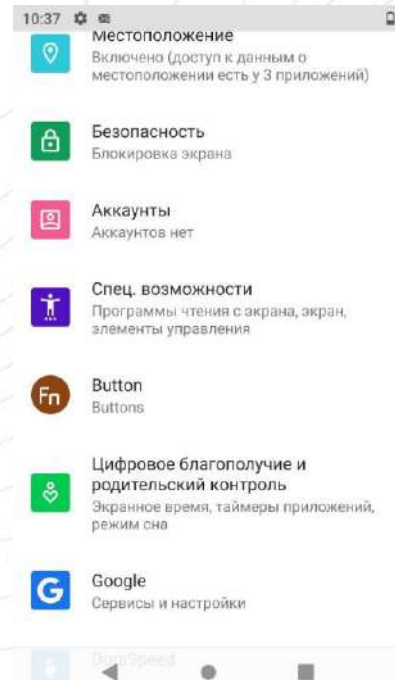 10:37
Местоположение
Включено (доступ к данным о
местоположении есть у 3 приложений)
Безопасность
Блокировка экрана
Аккаунты
Аккаунтов нет
Спец. возможности
Программы чтения с экрана, экран,
элементы управления
Fn
Button
Buttons
Цифровое благополучие и
родительский контроль
Экранное время, таймеры приложений,
режим сна
G
Google
Сервисы и настройки
DuraSpeed